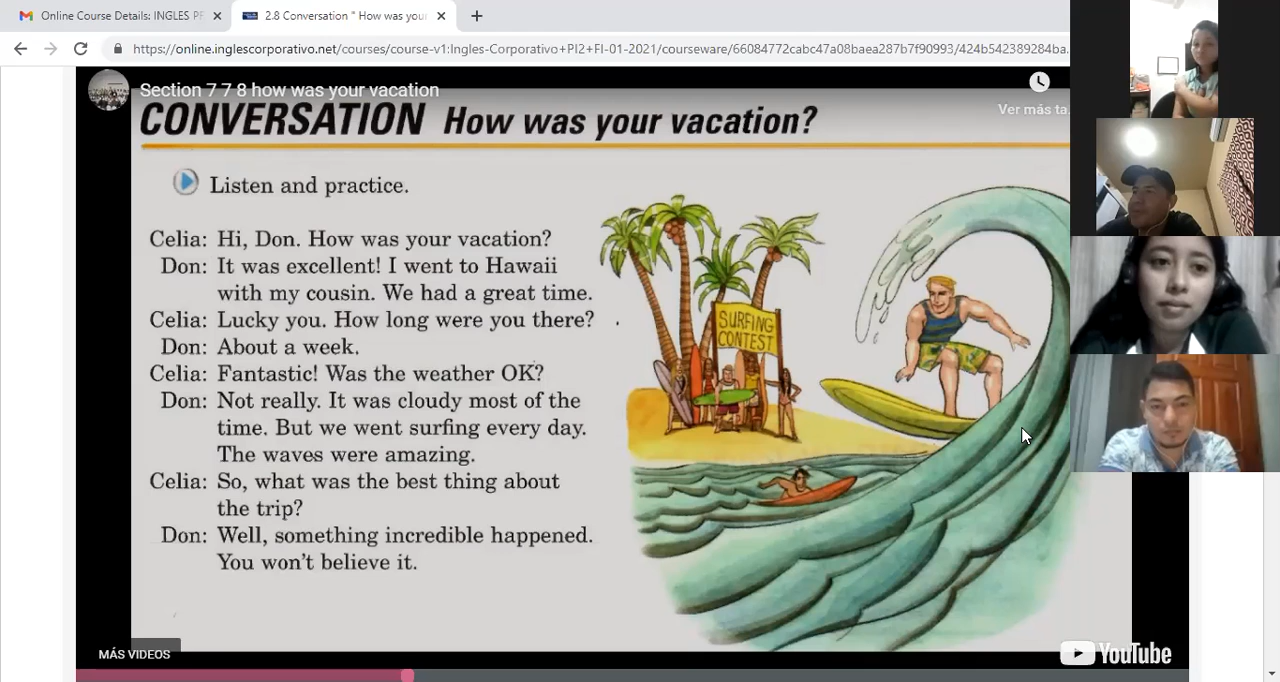 Online Course Details: INGLES PF
2.8 Conversation " How was your
https://online.inglescorporativo.net/courses/course-v1:Ingles-Corporativo+PI2+FI-01-2021/courseware/66084772cabc47a08baea287b7f90993/424b542389284ba.
Section 7 7 8 how was your vacation
Ver más ta.
CONVERSATION How was your vacation?
Listen and practice.
Celia: Hi, Don. How was your vacation?
Don: It was excellent! I went to Hawaii
with my cousin. We had a great time.
Celia: Lucky you. How long were you there?
Don: About a week.
Celia: Fantastic! Was the weather OK?
Don: Not really. It was cloudy most of the
time. But we went surfing every day.
The waves were amazing.
Celia: So, what was the best thing about
the trip?
Don: Well, something incredible happened.
You won't believe it.
SURFING
CONTEST
MÁS VIDEOS
YouTube